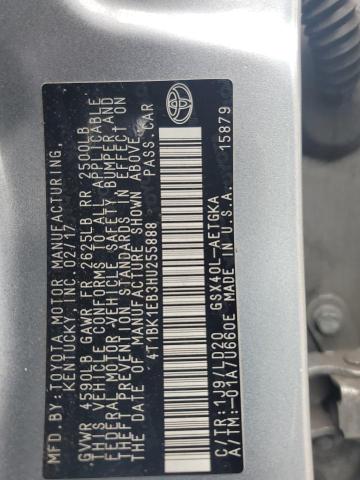 MFD.BY:TOYOTA MOTOR MANUFACTURING,
KENTUCKY, INC 02/17
GVWR 4500LB GAWR FR 2625LB RR 2500LB
THIS VEHICLE CONFORMS TO ALL APPLICABLE
FEDERAL MOTOR VEHICLE SAFETY BUMPER AND
THEFT PREVENTION STANDARDS IN EFFECT ON
THE DATE OF MANUFACTURE SHOWN ABOVE.
4T1BK1EB3HU255888 PASS.CAR
C/TR:1J9/LD20 GSX40L-AETGKA
A/TM:-01A/U660E MADE IN U.S.A. 15879